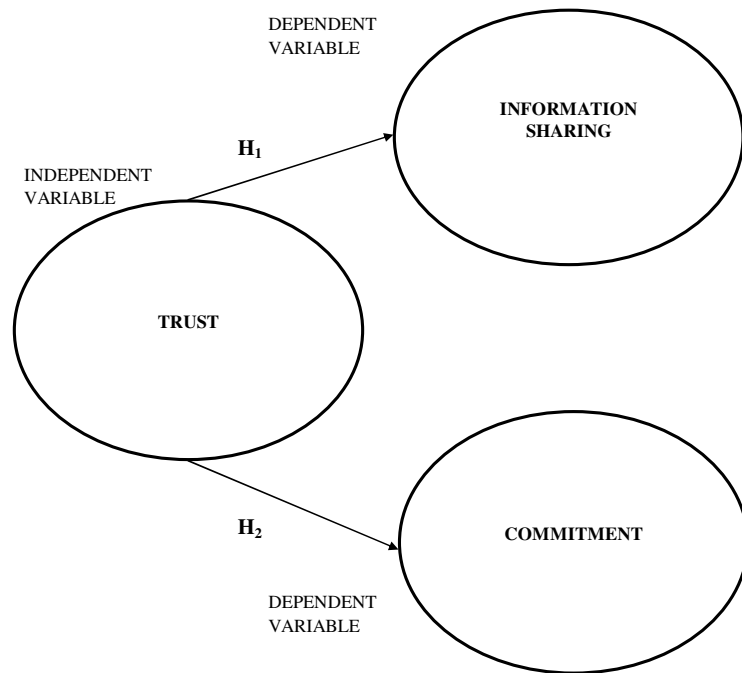 DEPENDENT
VARIABLE
INFORMATION
SHARING
H₁
INDEPENDENT
VARIABLE
TRUST
H₂
COMMITMENT
DEPENDENT
VARIABLE